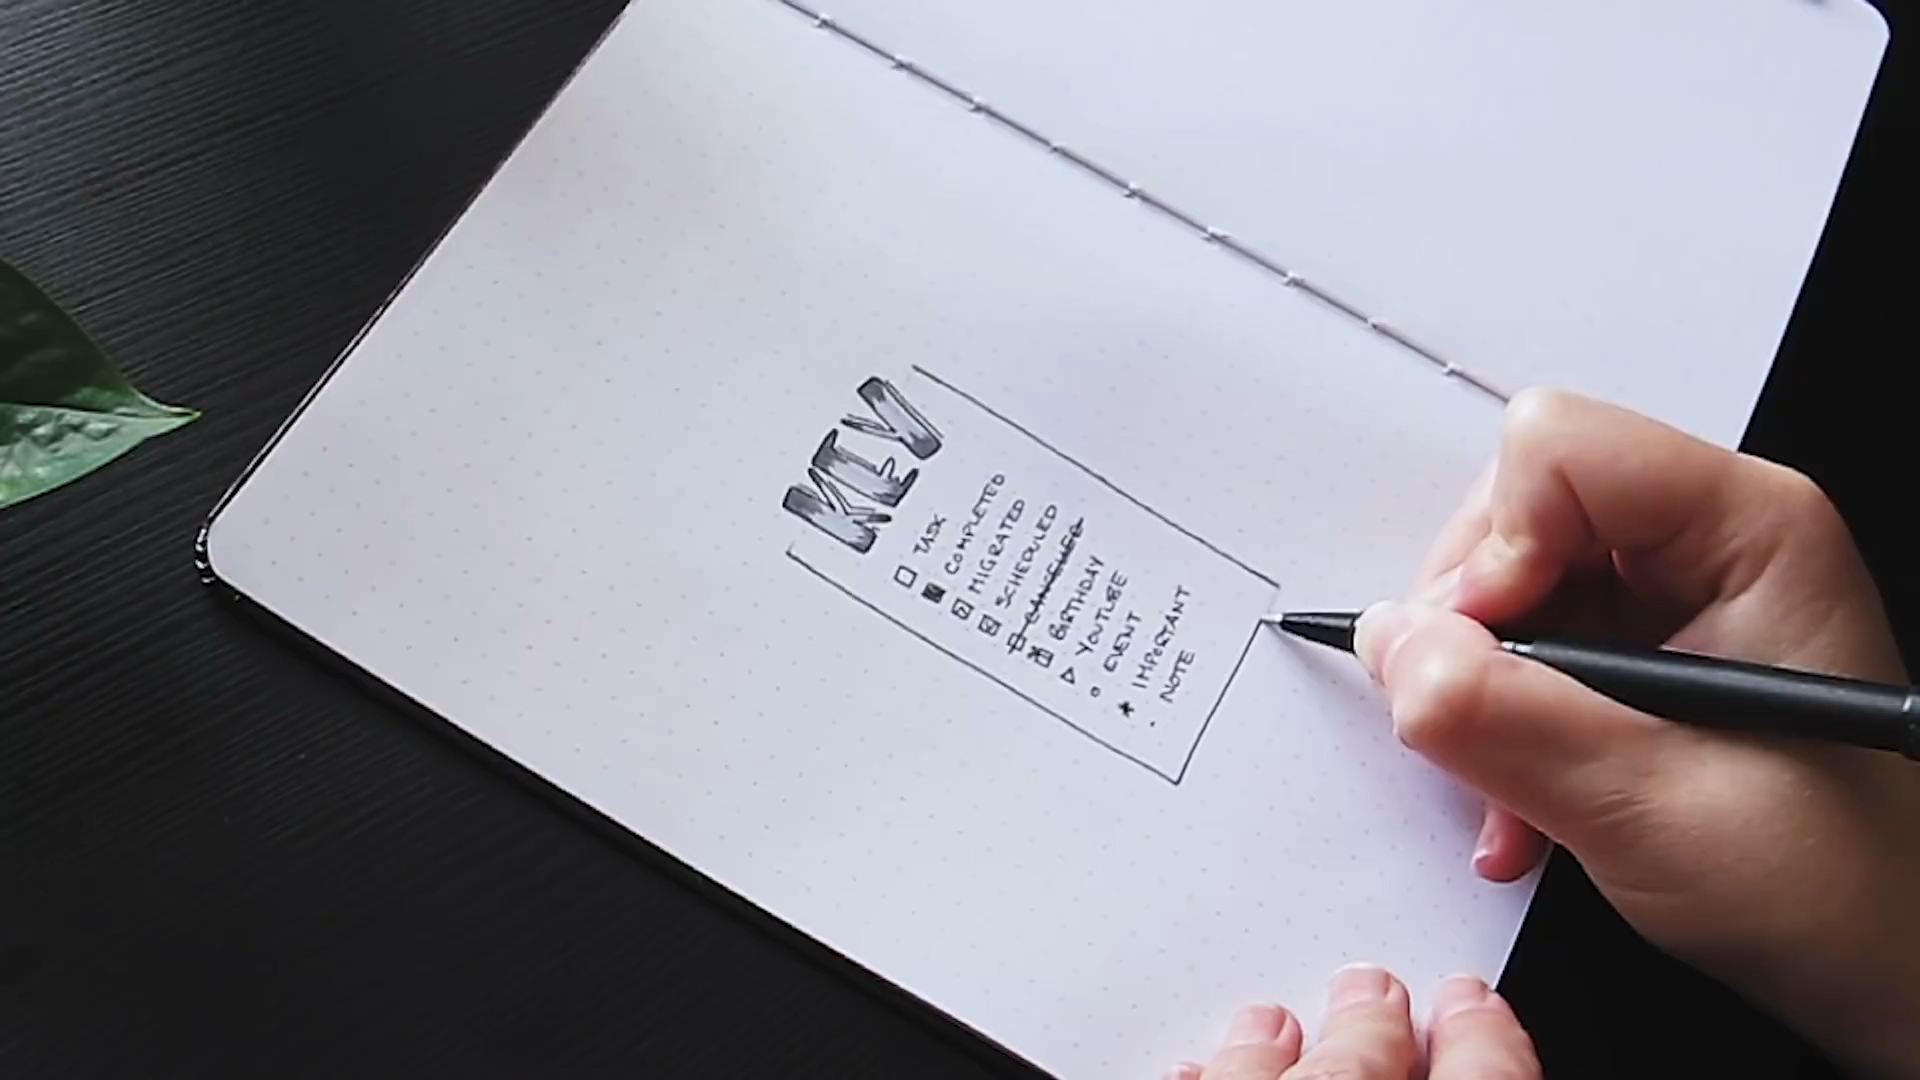 KEY
TASK
COMPLETED
MIGRATED
SCHEDULED
CANCELLED
BIRTHDAY
YOUTUBE
EVENT
IMPORTANT
NOTE